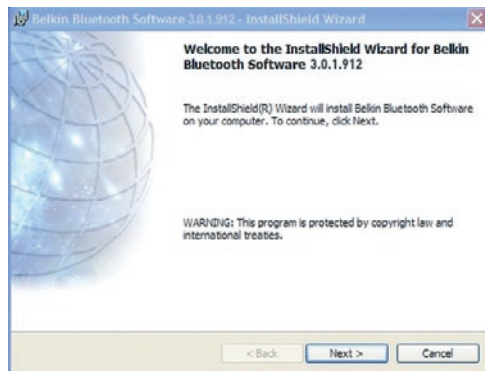 Belkin Bluetooth Software 3.0.1.912 - InstallShield Wizard
Welcome to the InstallShield Wizard for Belkin
Bluetooth Software 3.0.1.912
The InstallShield(R) Wizard will install Belkin Bluetooth Software
on your computer. To continue, click Next.
WARNING: This program is protected by copyright law and
international treaties.
< Back Next > Cancel